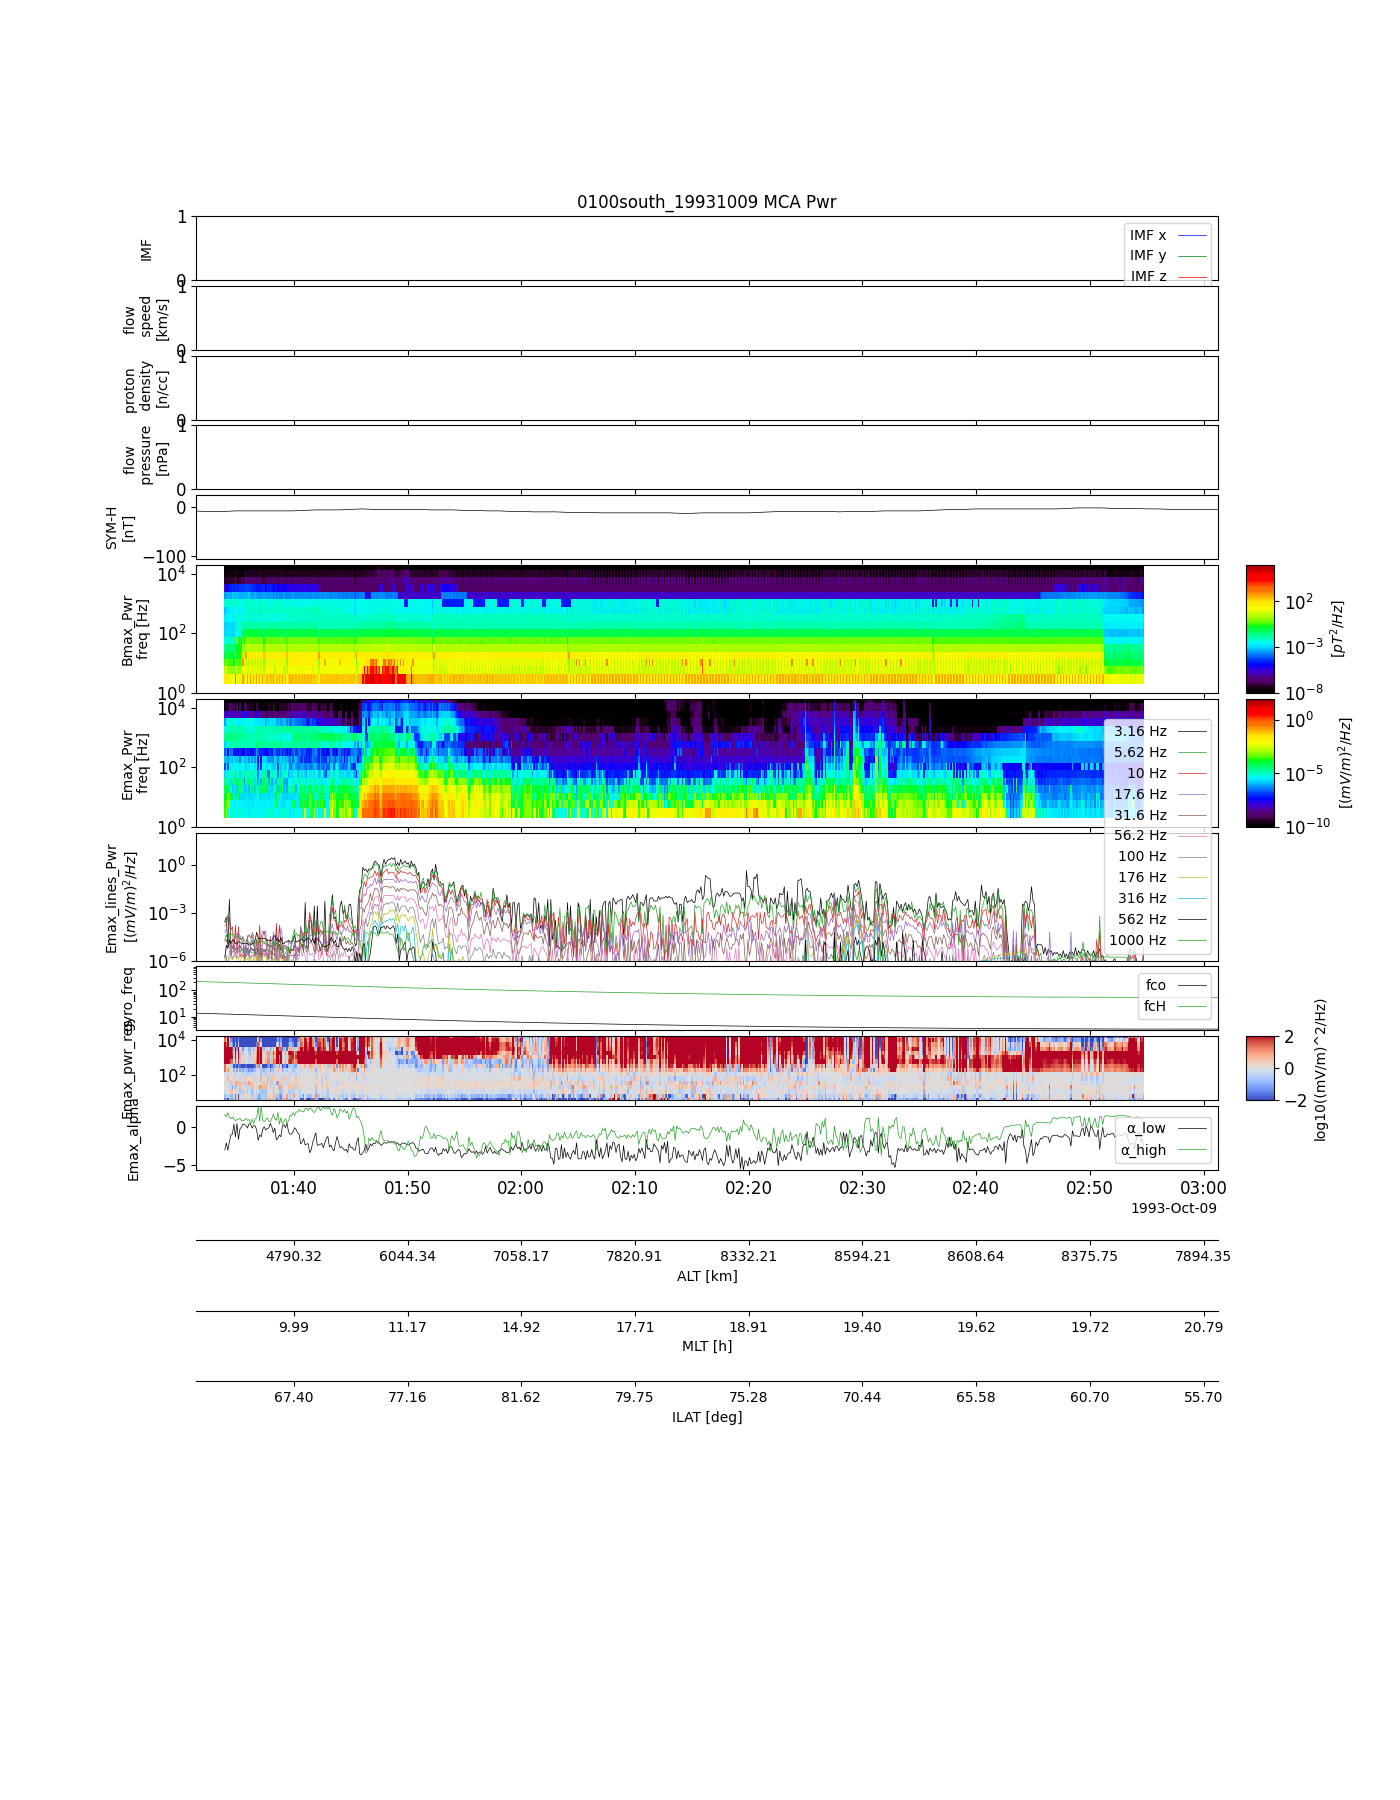 0100south_19931009 MCA Pwr
1
0
IMF
IMF x
IMF y
IMF z
1
0
flow
speed
[km/s]
1
0
proton
density
[n/cc]
1
0
flow
pressure
[nPa]
0
−100
SYM-H
[nT]
10^4
10^2
10^0
Bmax_Pwr
freq [Hz]
10^2
10^−3
10^−8
[pT^2/Hz]
10^4
10^2
10^0
Emax_Pwr
freq [Hz]
10^0
10^−5
10^−10
[(mV/m)^2/Hz]
3.16 Hz
5.62 Hz
10 Hz
17.6 Hz
31.6 Hz
56.2 Hz
100 Hz
176 Hz
316 Hz
562 Hz
1000 Hz
10^0
10^−3
10^−6
Emax_lines_Pwr
[(mV/m)^2/Hz]
10^2
10^1
gyro_freq
fco
fcH
10^4
10^2
2
0
−2
log10((mV/m)^2/Hz)
0
−5
Emax_alpha
α_low
α_high
01:40 01:50 02:00 02:10 02:20 02:30 02:40 02:50 03:00
1993-Oct-09
4790.32 6044.34 7058.17 7820.91 8332.21 8594.21 8608.64 8375.75 7894.35
ALT [km]
9.99 11.17 14.92 17.71 18.91 19.40 19.62 19.72 20.79
MLT [h]
67.40 77.16 81.62 79.75 75.28 70.44 65.58 60.70 55.70
ILAT [deg]